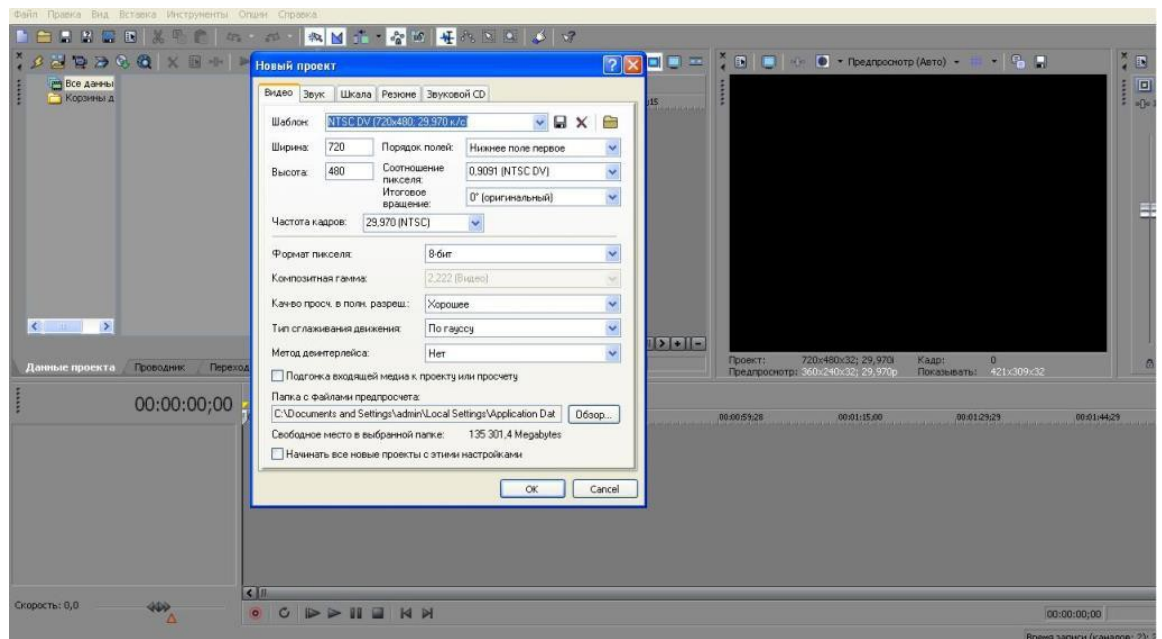 Файл Правка Вид Вставка Инструменты Опции Справка
Новый проект
Предпросмотр (Авто)
Все данны
Корзины д
Видео Звук Шкала Резюме Звуковой CD
Шаблон: NTSC DV (720x480; 29,970 к/с)
Ширина: 720 Порядок полей: Нижнее поле первое
Высота: 480 Соотношение пикселя: 0,9091 (NTSC DV)
Итоговое вращение: 0° (оригинальный)
Частота кадров: 29,970 (NTSC)
Формат пикселя: 8-бит
Композитная гамма: 2,222 (Видео)
Кач-во просч. в полн. разреш.: Хорошее
Тип сглаживания движения: По гауссу
Метод деинтерлейса: Нет
Подгонка входящей медиа к проекту или просчету
Папка с файлами предпросчета:
C:\Documents and Settings\admin\Local Settings\Application Dat Обзор...
Свободное место в выбранной папке: 135 301,4 Megabytes
Начинать все новые проекты с этими настройками
OK Cancel
Данные проекта Проводник Переход
Проект: 720x480x32; 29,970i Кадр: 0
Предпросмотр: 360x240x32; 29,970p Показывать: 421x309x32
00:00:00;00
00:00:59;28 00:01:15;00 00:01:29;29 00:01:44;29
Скорость: 0,0
00:00:00;00
Время записи (каналов: 2):